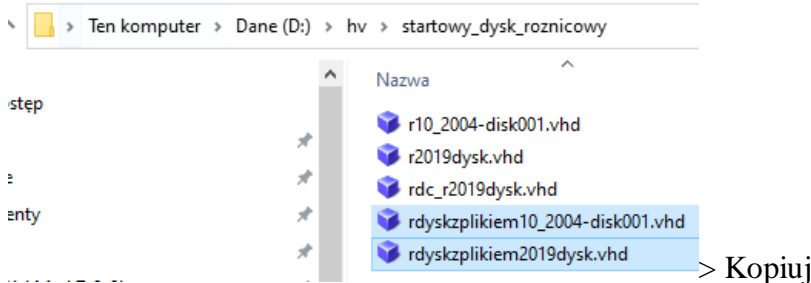 > Ten komputer > Dane (D:) > hv > startowy_dysk_roznicowy
Nazwa
stęp
r10_2004-disk001.vhd
r2019dysk.vhd
rdc_r2019dysk.vhd
enty
rdyskzplikiem10_2004-disk001.vhd
rdyskzplikiem2019dysk.vhd
> Kopiuj